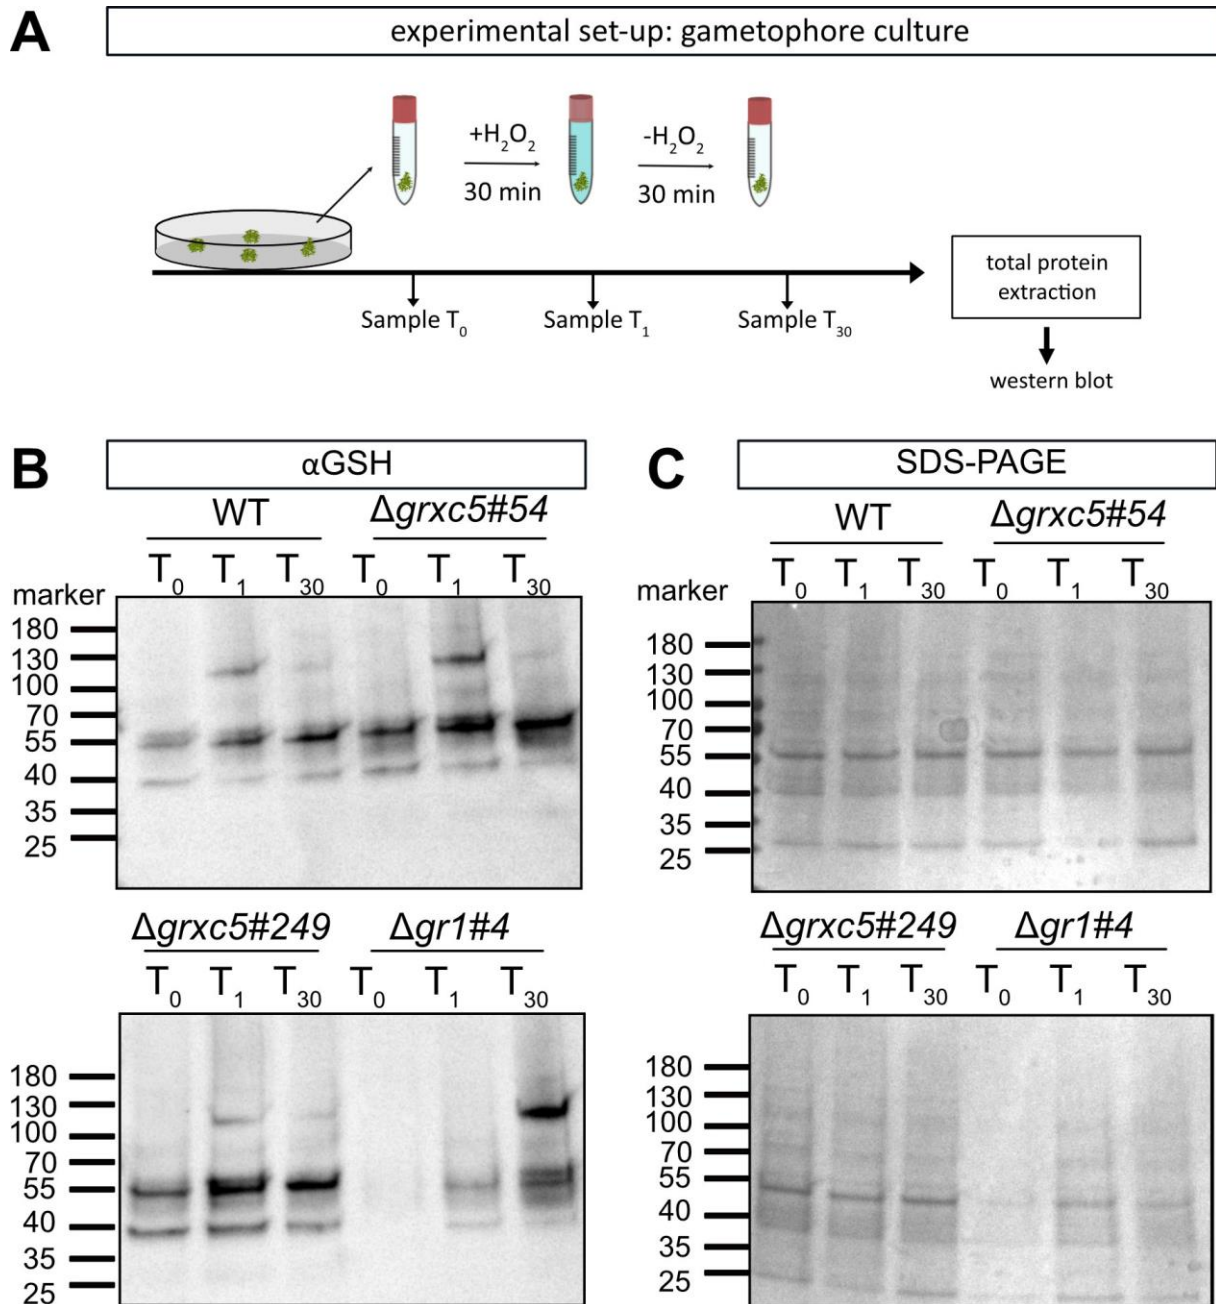 A
experimental set-up: gametophore culture
+H₂O₂
30 min
-H₂O₂
30 min
Sample T₀
Sample T₁
Sample T₃₀
total protein
extraction
western blot
B
αGSH
WT
Δgrxc5#54
T₀ T₁ T₃₀ T₀ T₁ T₃₀
marker
180
130
100
70
55
40
35
25
Δgrxc5#249
Δgr1#4
T₀ T₁ T₃₀ T₀ T₁ T₃₀
180
130
100
70
55
40
35
25
C
SDS-PAGE
WT
Δgrxc5#54
T₀ T₁ T₃₀ T₀ T₁ T₃₀
marker
180
130
100
70
55
40
35
25
Δgrxc5#249
Δgr1#4
T₀ T₁ T₃₀ T₀ T₁ T₃₀
180
130
100
70
55
40
35
25